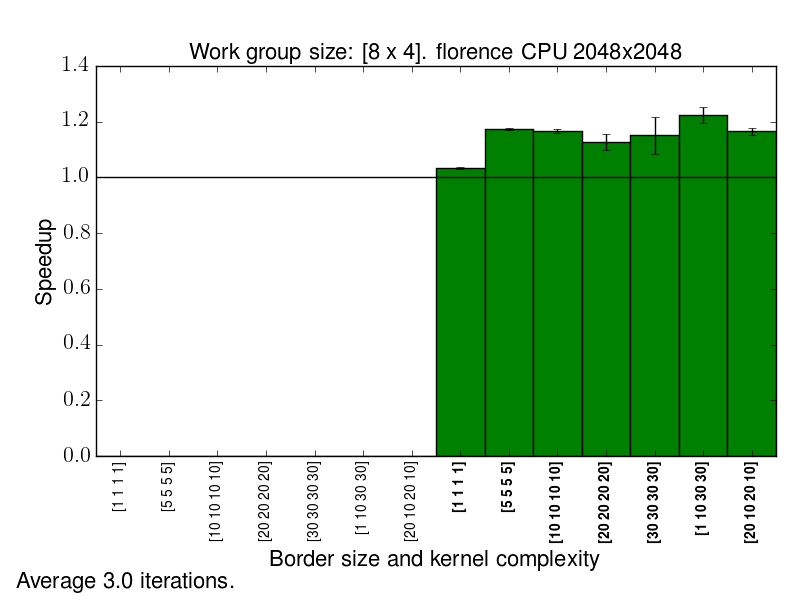 Work group size: [8 x 4]. florence CPU 2048x2048
1.4
1.2
1.0
0.8
0.6
0.4
0.2
0.0
Speedup
[1 1 1 1]
[5 5 5 5]
[10 10 10 10]
[20 20 20 20]
[30 30 30 30]
[1 10 30 30]
[20 10 20 10]
[1 1 1 1]
[5 5 5 5]
[10 10 10 10]
[20 20 20 20]
[30 30 30 30]
[1 10 30 30]
[20 10 20 10]
Border size and kernel complexity
Average 3.0 iterations.